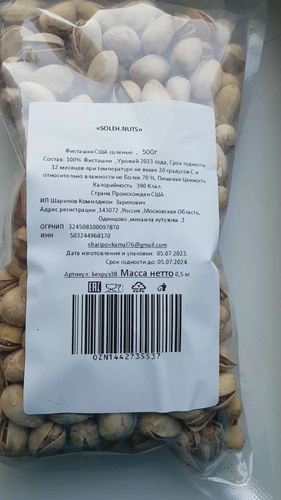 «SOLEH.NUTS»
Фисташки США соленые , 500г
Состав. 100% Фисташки , Урожай 2023 года, Срок годности
12 месяцев при температуре не выше 20 градусов.С и
относительно влажности не более 70 %, Пищевая Ценность
Калорийность 390 Клал.
Страна Происхождения США
ИП Шарипов Комилджон Зарипович
Адрес регистрации ,143072 ,Россия ,Московская Область,
Одинцово ,михаила кутузова ,1
ОГРНИП 324508100097870
ИНН 503244968170
sharipovkamal76@gmail.com
Дата изготовления и упаковки: 05.07.2023.
Срок годности до: 05.07.2024.
Артикул: Бехруз38 Масса нетто 0,5 кг
EAC
OZN1442735537